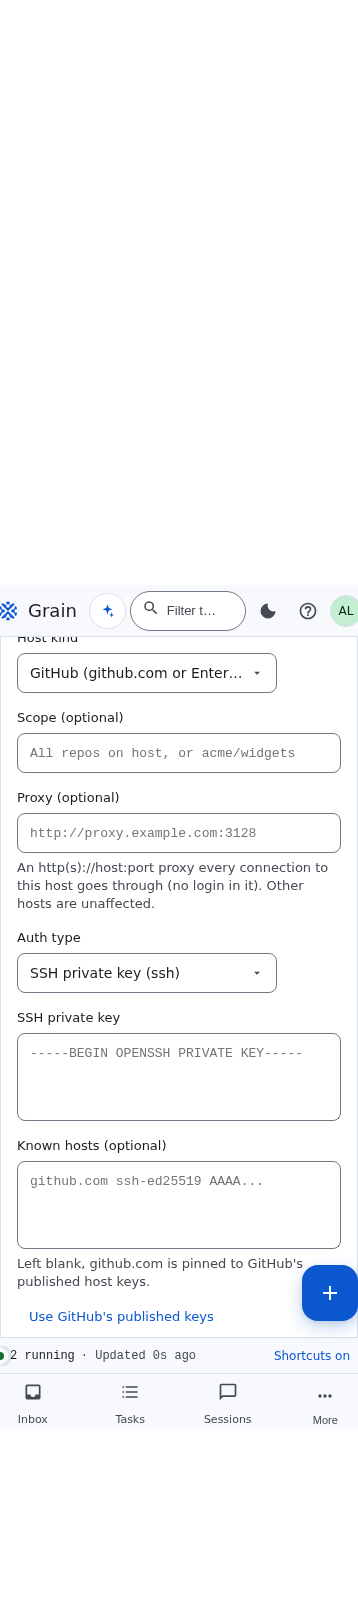 Grain
Filter t…
AL
Host kind
GitHub (github.com or Enter…
Scope (optional)
All repos on host, or acme/widgets
Proxy (optional)
http://proxy.example.com:3128
An http(s)://host:port proxy every connection to
this host goes through (no login in it). Other
hosts are unaffected.
Auth type
SSH private key (ssh)
SSH private key
-----BEGIN OPENSSH PRIVATE KEY-----
Known hosts (optional)
github.com ssh-ed25519 AAAA...
Left blank, github.com is pinned to GitHub's
published host keys.
Use GitHub's published keys
2 running · Updated 0s ago
Shortcuts on
Inbox
Tasks
Sessions
More